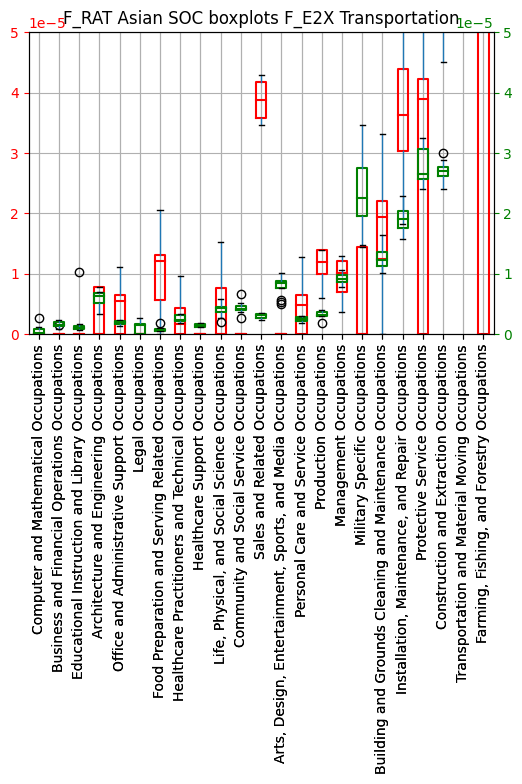 F_RAT Asian SOC boxplots F_E2X Transportation
1e−5
1e−5
5
4
3
2
1
0
5
4
3
2
1
0
Computer and Mathematical Occupations
Business and Financial Operations Occupations
Educational Instruction and Library Occupations
Architecture and Engineering Occupations
Office and Administrative Support Occupations
Legal Occupations
Food Preparation and Serving Related Occupations
Healthcare Practitioners and Technical Occupations
Healthcare Support Occupations
Life, Physical, and Social Science Occupations
Community and Social Service Occupations
Sales and Related Occupations
Arts, Design, Entertainment, Sports, and Media Occupations
Personal Care and Service Occupations
Production Occupations
Management Occupations
Military Specific Occupations
Building and Grounds Cleaning and Maintenance Occupations
Installation, Maintenance, and Repair Occupations
Protective Service Occupations
Construction and Extraction Occupations
Transportation and Material Moving Occupations
Farming, Fishing, and Forestry Occupations